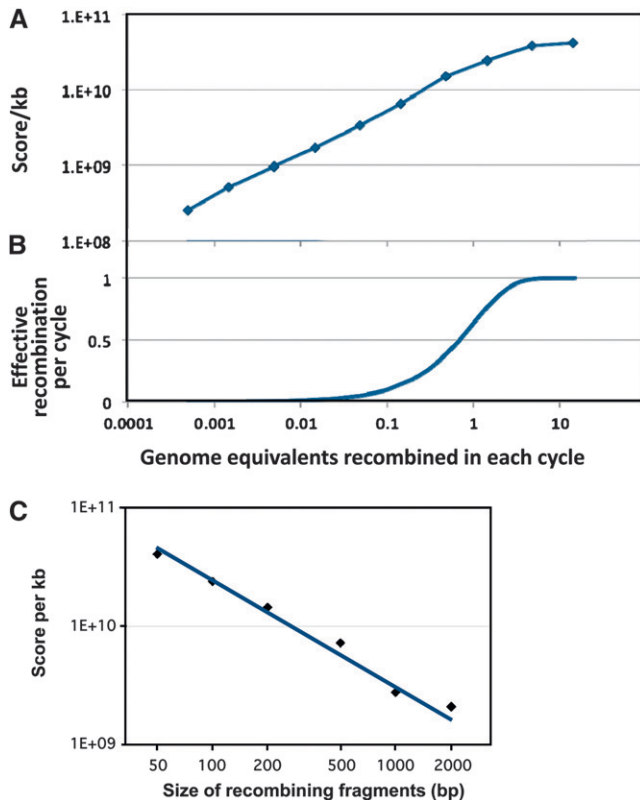 A
Score/kb
1.E+11
1.E+10
1.E+09
1.E+08
B
Effective
recombination
per cycle
1
0.5
0
0.0001 0.001 0.01 0.1 1 10
Genome equivalents recombined in each cycle
C
Score per kb
1E+11
1E+10
1E+09
50 100 200 500 1000 2000
Size of recombining fragments (bp)